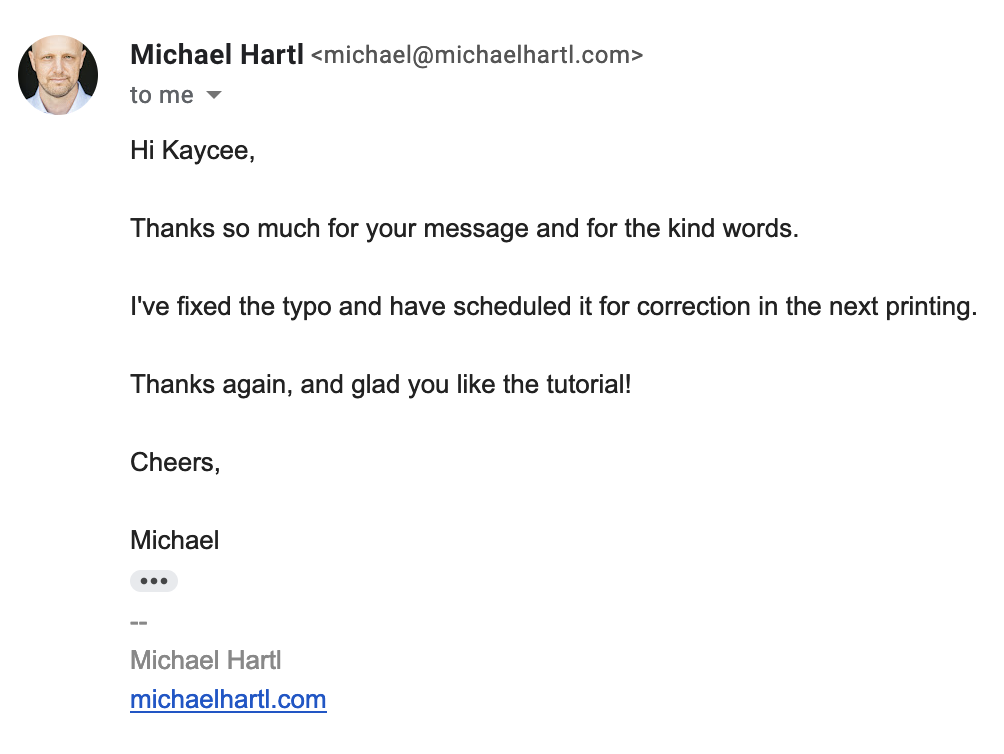 Michael Hartl <michael@michaelhartl.com>
to me
Hi Kaycee,
Thanks so much for your message and for the kind words.
I've fixed the typo and have scheduled it for correction in the next printing.
Thanks again, and glad you like the tutorial!
Cheers,
Michael
•••
--
Michael Hartl
michaelhartl.com